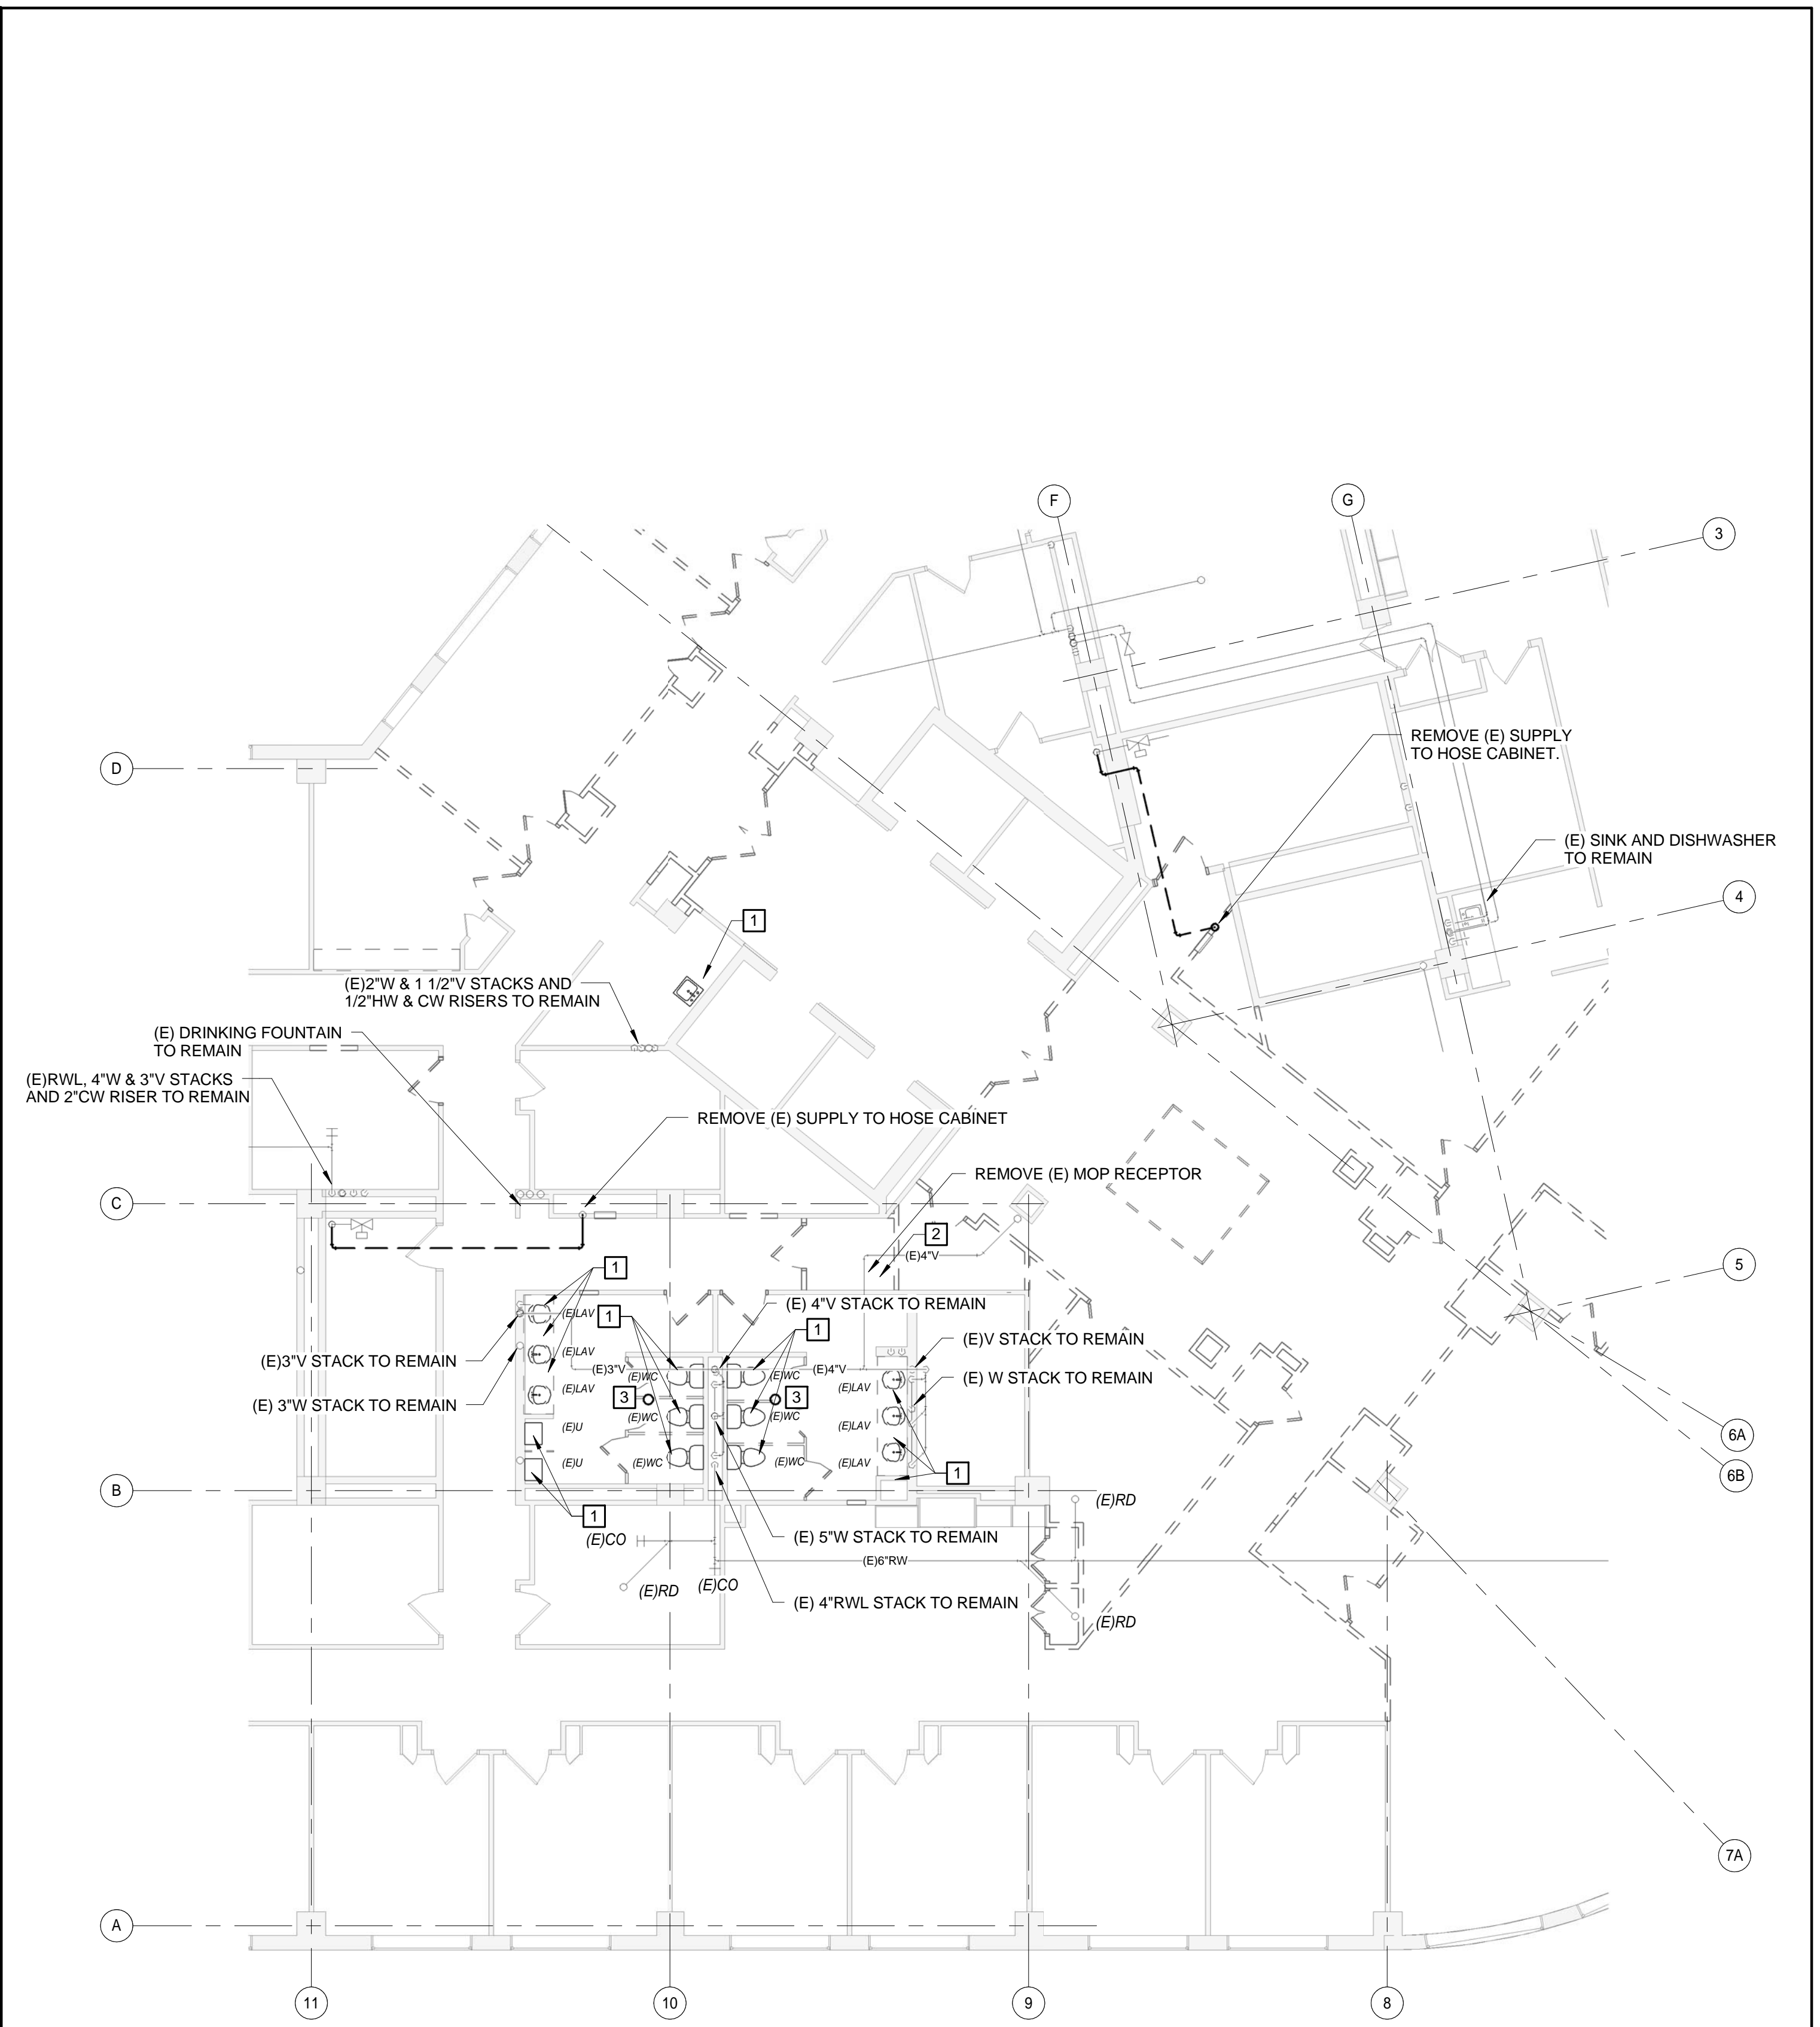 F
G
3
D
REMOVE (E) SUPPLY
TO HOSE CABINET.
(E) SINK AND DISHWASHER
TO REMAIN
4
1
(E)2"W & 1 1/2"V STACKS AND
1/2"HW & CW RISERS TO REMAIN
(E) DRINKING FOUNTAIN
TO REMAIN
(E)RWL, 4"W & 3"V STACKS
AND 2"CW RISER TO REMAIN
REMOVE (E) SUPPLY TO HOSE CABINET
REMOVE (E) MOP RECEPTOR
C
2
(E)4"V
5
1
(E) 4"V STACK TO REMAIN
(E)LAV
1
1
(E)V STACK TO REMAIN
(E)3"V STACK TO REMAIN
(E)LAV
(E)3"V
(E)4"V
(E)WC
(E)WC
(E) W STACK TO REMAIN
(E)LAV
(E)LAV
3
3
(E) 3"W STACK TO REMAIN
(E)WC
(E)WC
(E)U
(E)LAV
6A
(E)U
(E)WC
(E)WC
(E)LAV
1
6B
B
(E)RD
1
(E)CO
(E) 5"W STACK TO REMAIN
(E)6"RW
(E)RD
(E)CO
(E) 4"RWL STACK TO REMAIN
(E)RD
7A
A
11
10
9
8